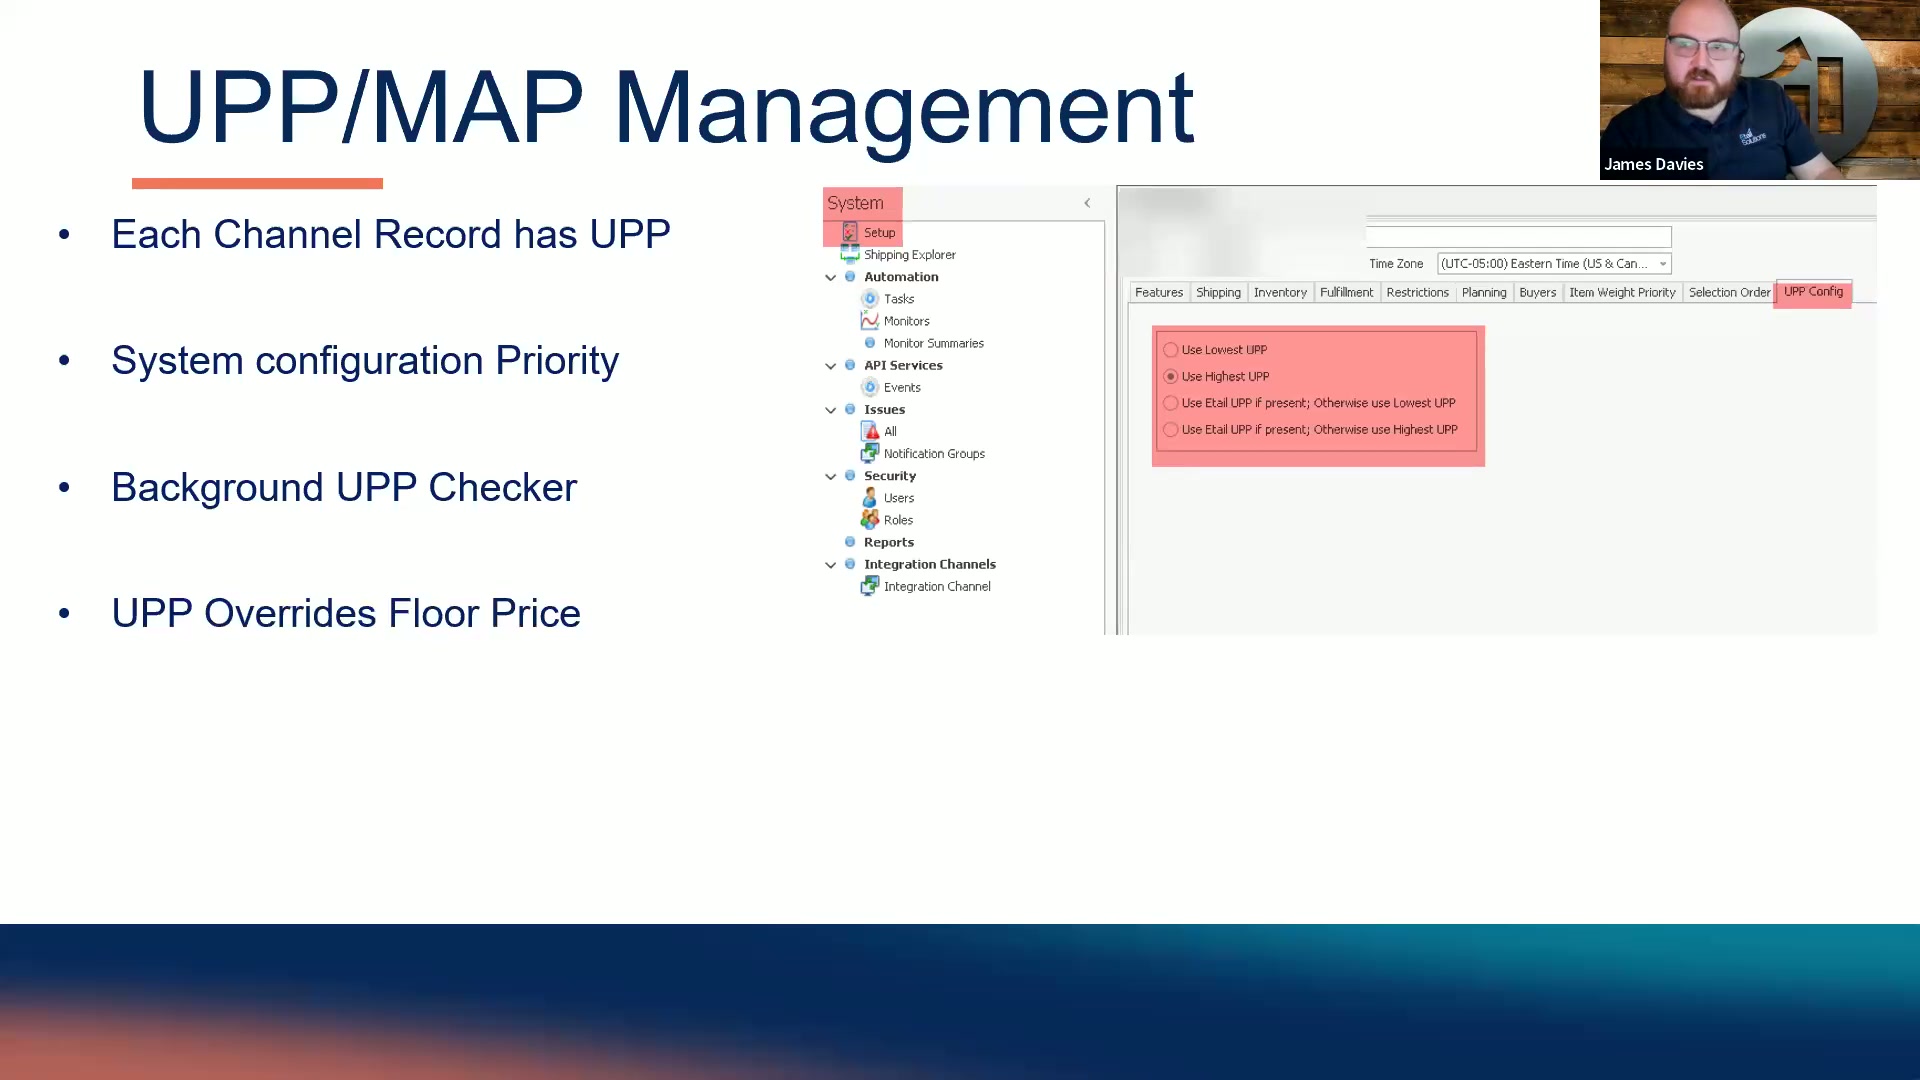 UPP/MAP Management
James Davies
Etail Solutions
• Each Channel Record has UPP
• System configuration Priority
• Background UPP Checker
• UPP Overrides Floor Price
System
Setup
Shipping Explorer
Automation
Tasks
Monitors
Monitor Summaries
API Services
Events
Issues
All
Notification Groups
Security
Users
Roles
Reports
Integration Channels
Integration Channel
Time Zone (UTC-05:00) Eastern Time (US & Can...
Features Shipping Inventory Fulfillment Restrictions Planning Buyers Item Weight Priority Selection Order UPP Config
Use Lowest UPP
Use Highest UPP
Use Etail UPP if present; Otherwise use Lowest UPP
Use Etail UPP if present; Otherwise use Highest UPP